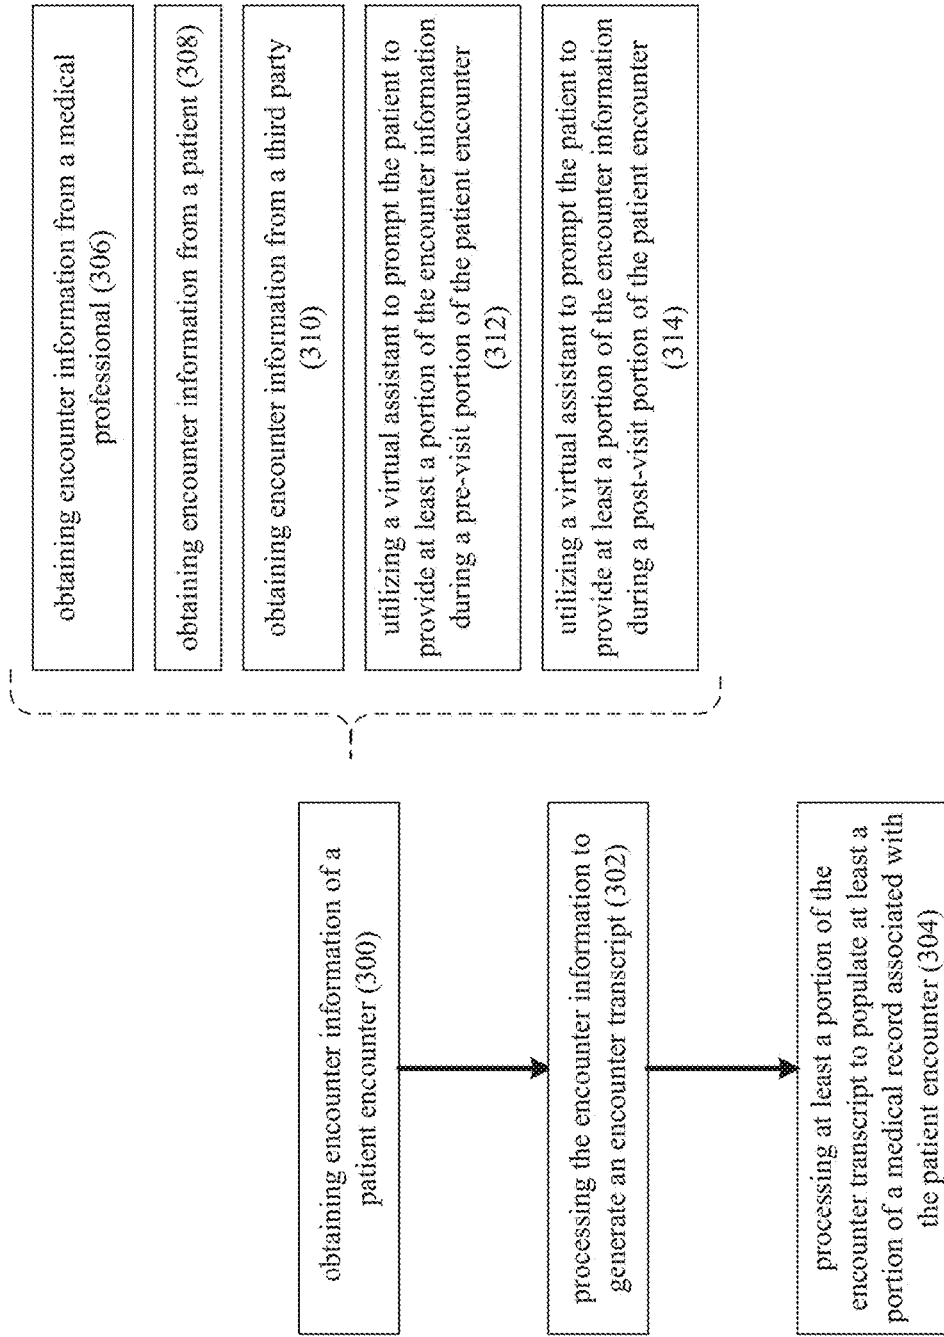 obtaining encounter information of a
patient encounter (300)
processing the encounter information to
generate an encounter transcript (302)
processing at least a portion of the
encounter transcript to populate at least a
portion of a medical record associated with
the patient encounter (304)
obtaining encounter information from a medical
professional (306)
obtaining encounter information from a patient (308)
obtaining encounter information from a third party
(310)
utilizing a virtual assistant to prompt the patient to
provide at least a portion of the encounter information
during a pre-visit portion of the patient encounter
(312)
utilizing a virtual assistant to prompt the patient to
provide at least a portion of the encounter information
during a post-visit portion of the patient encounter
(314)